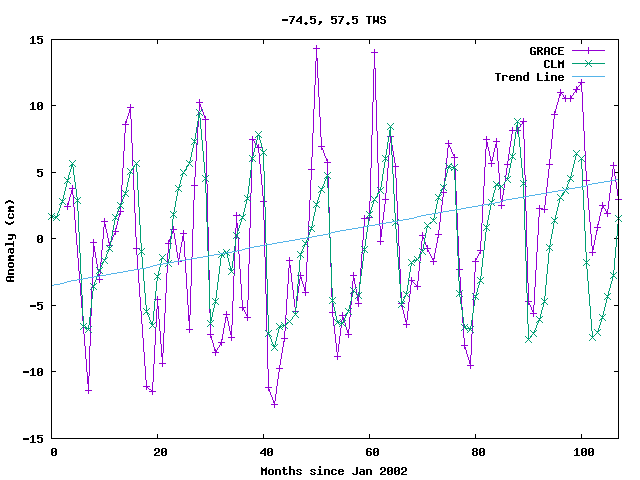 -74.5, 57.5 TWS
GRACE
CLM
Trend Line
15
10
5
0
-5
-10
-15
Anomaly (cm)
0 20 40 60 80 100
Months since Jan 2002